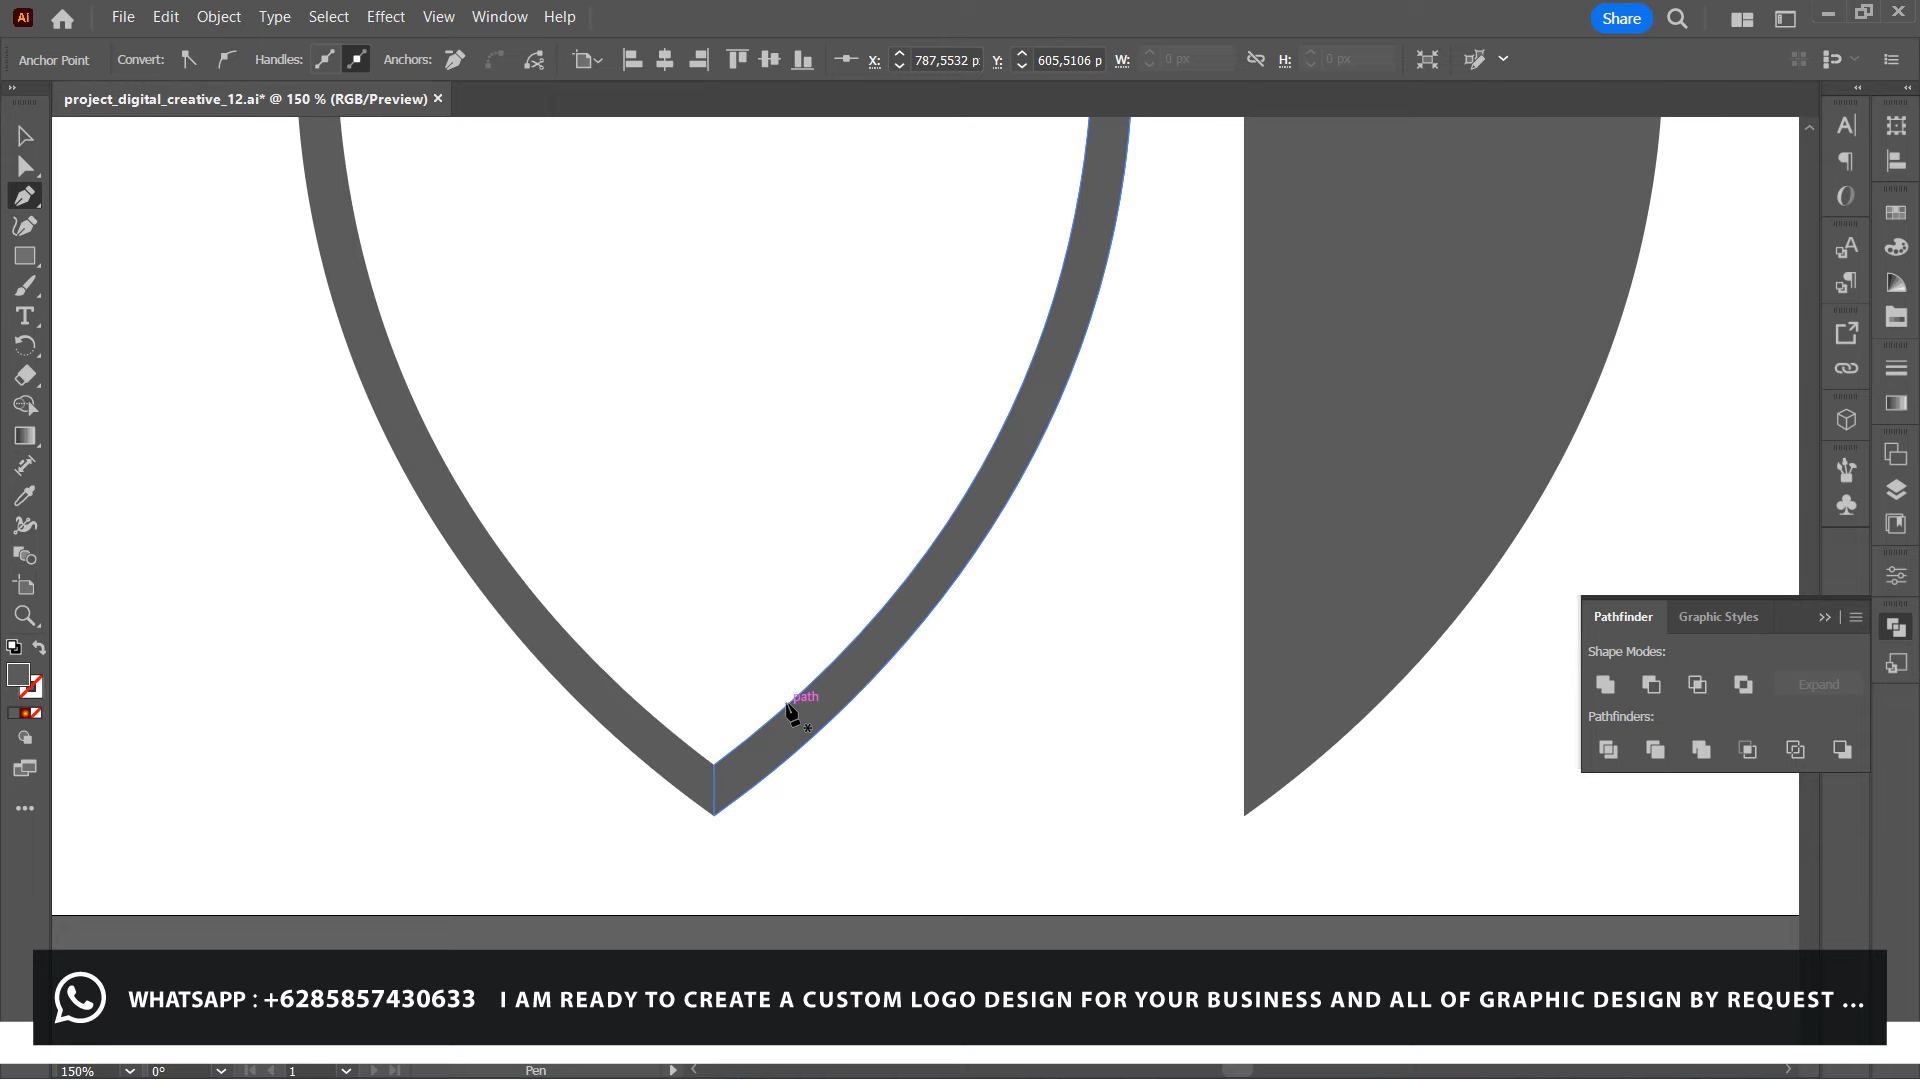 Ai File Edit Object Type Select Effect View Window Help Share
Anchor Point Convert: Handles: Anchors: X: 787,5532 p Y: 605,5106 p W: 0 px H: 0 px
project_digital_creative_12.ai* @ 150 % (RGB/Preview)
path
Pathfinder Graphic Styles
Shape Modes:
Expand
Pathfinders:
WHATSAPP : +6285857430633 I AM READY TO CREATE A CUSTOM LOGO DESIGN FOR YOUR BUSINESS AND ALL OF GRAPHIC DESIGN BY REQUEST ...
150% 0° 1 Pen